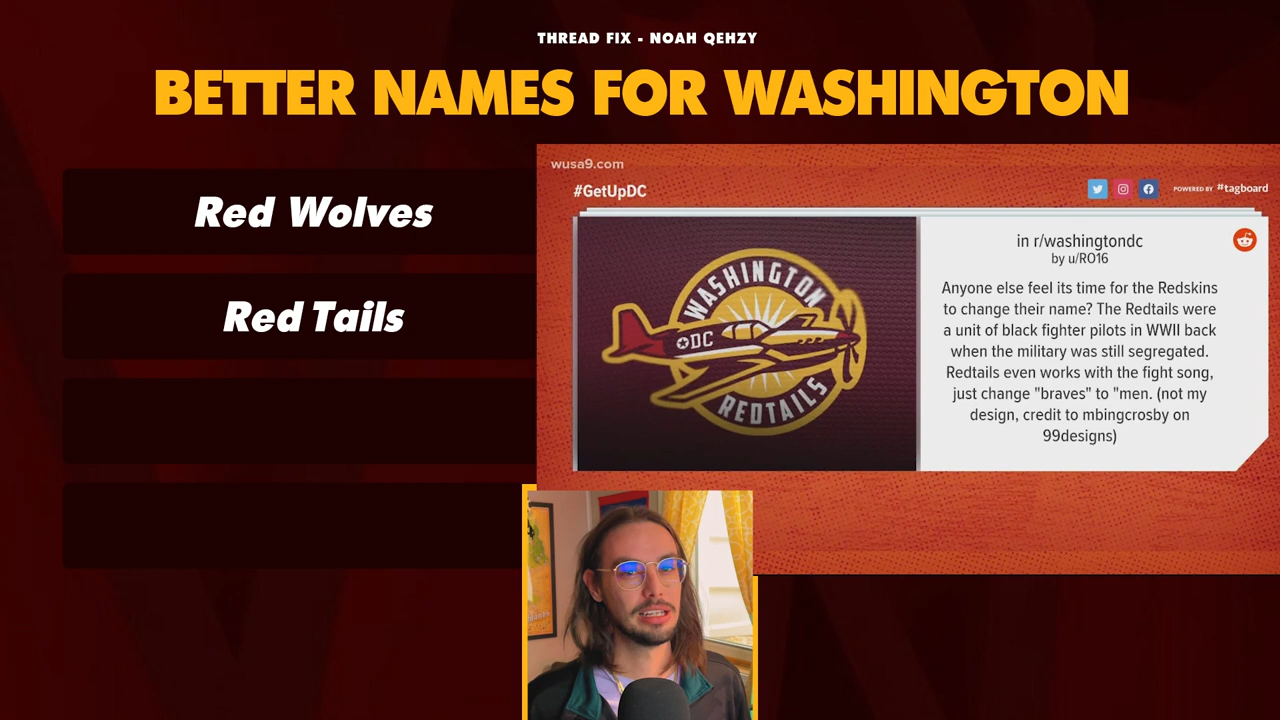 THREAD FIX - NOAH QEHZY
BETTER NAMES FOR WASHINGTON
Red Wolves
Red Tails
wusa9.com
#GetUpDC
POWERED BY #tagboard
WASHINGTON
DC
REDTAILS
in r/washingtondc
by u/RO16
Anyone else feel its time for the Redskins
to change their name? The Redtails were
a unit of black fighter pilots in WWII back
when the military was still segregated.
Redtails even works with the fight song,
just change "braves" to "men. (not my
design, credit to mbingcrosby on
99designs)